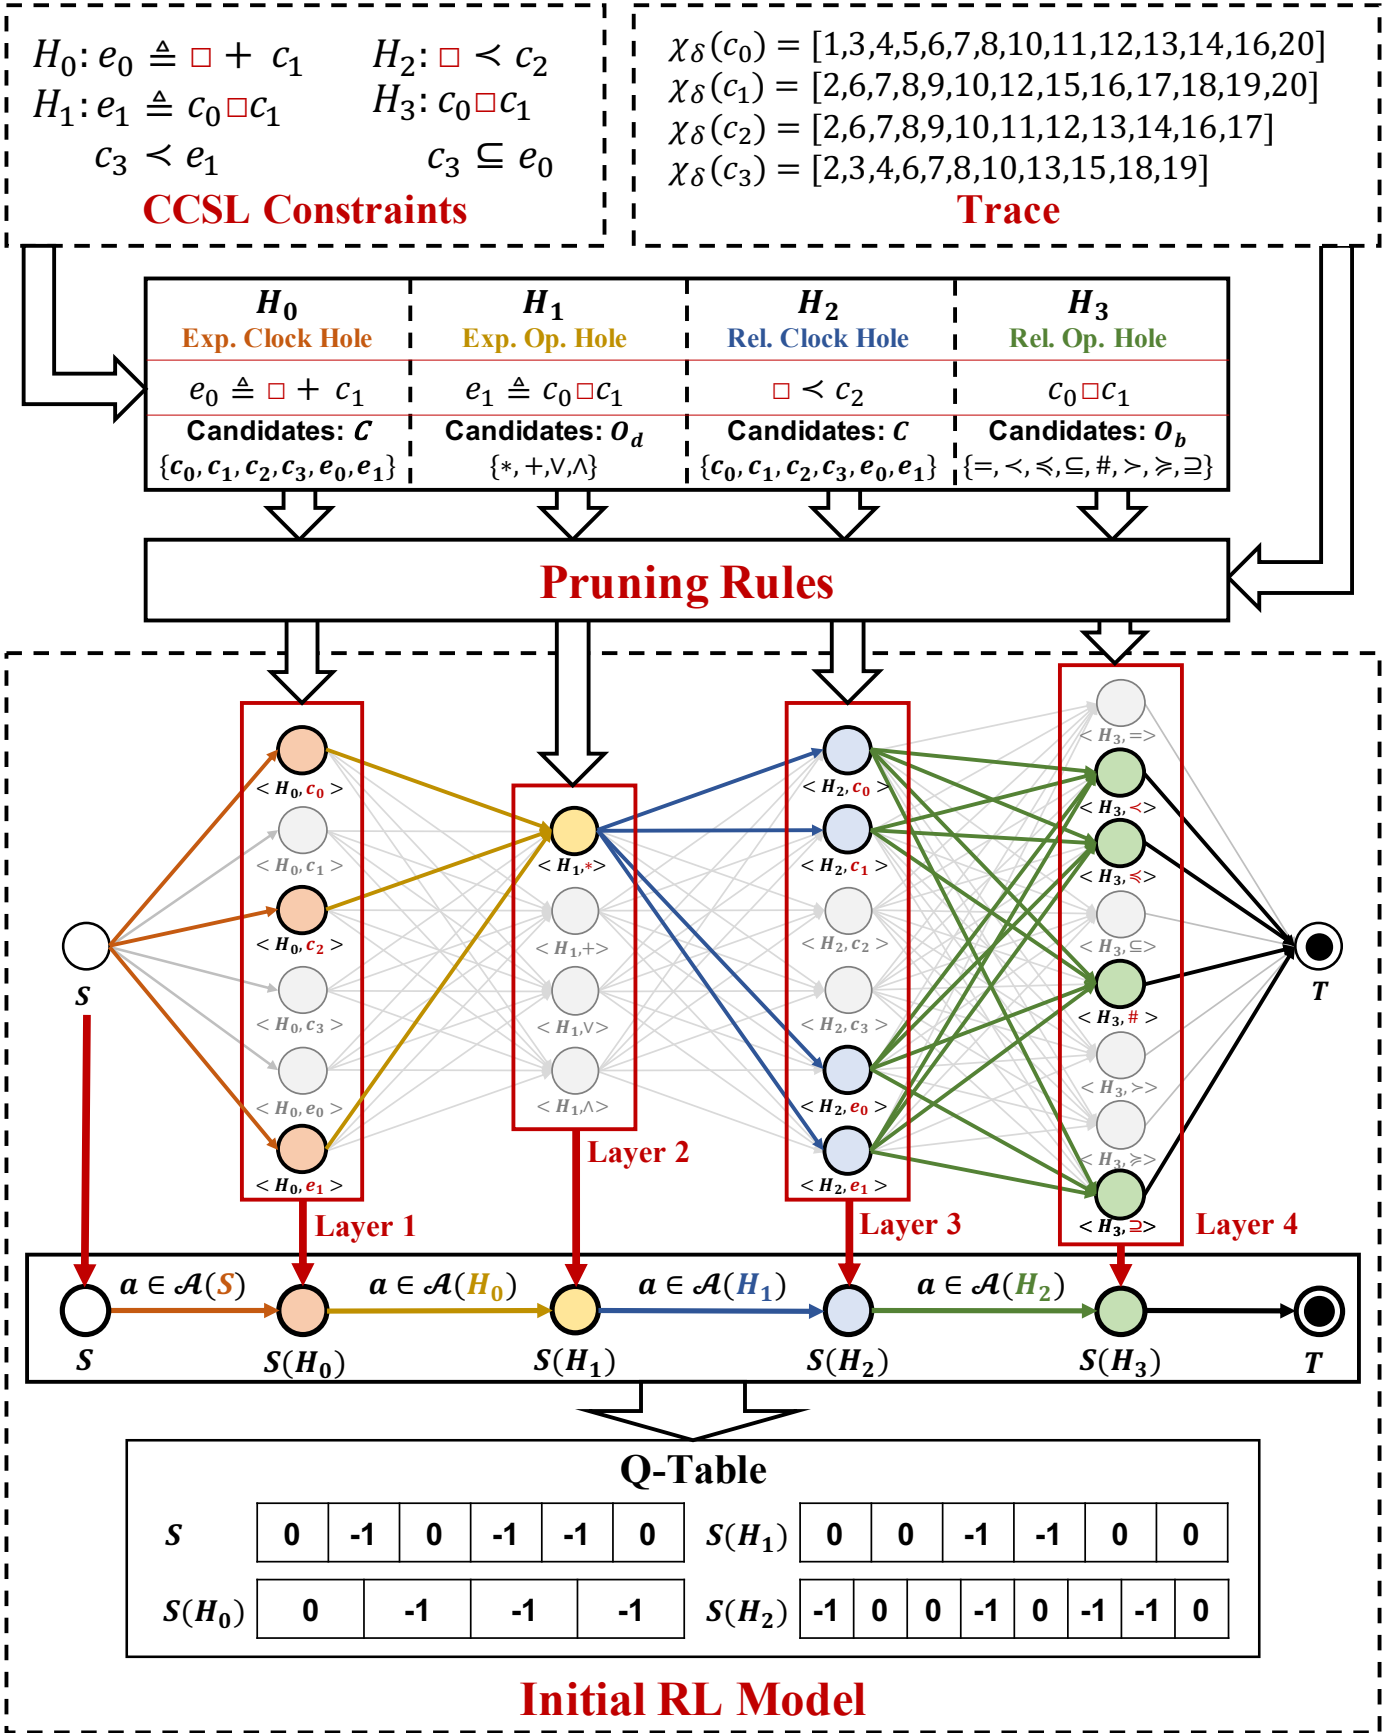 H₀: e₀ ≜ □ + c₁ H₂: □ ≺ c₂
H₁: e₁ ≜ c₀□c₁ H₃: c₀□c₁
c₃ ≺ e₁ c₃ ⊆ e₀
CCSL Constraints
χδ(c₀) = [1,3,4,5,6,7,8,10,11,12,13,14,16,20]
χδ(c₁) = [2,6,7,8,9,10,12,15,16,17,18,19,20]
χδ(c₂) = [2,6,7,8,9,10,11,12,13,14,16,17]
χδ(c₃) = [2,3,4,6,7,8,10,13,15,18,19]
Trace
H₀ H₁ H₂ H₃
Exp. Clock Hole Exp. Op. Hole Rel. Clock Hole Rel. Op. Hole
e₀ ≜ □ + c₁ e₁ ≜ c₀□c₁ □ ≺ c₂ c₀□c₁
Candidates: C Candidates: O_d Candidates: C Candidates: O_b
{c₀, c₁, c₂, c₃, e₀, e₁} {∗, +, ∨, ∧} {c₀, c₁, c₂, c₃, e₀, e₁} {=, ≺, ≼, ⊆, #, ≻, ≽, ⊇}
Pruning Rules
< H₀, c₀ >
< H₀, c₁ >
< H₀, c₂ >
< H₀, c₃ >
< H₀, e₀ >
< H₀, e₁ >
< H₁, ∗>
< H₁, +>
< H₁, ∨>
< H₁, ∧>
< H₂, c₀ >
< H₂, c₁ >
< H₂, c₂ >
< H₂, c₃ >
< H₂, e₀ >
< H₂, e₁ >
< H₃, =>
< H₃, ≺>
< H₃, ≼>
< H₃, ⊆>
< H₃, # >
< H₃, ≻>
< H₃, ≽>
< H₃, ⊇>
S
T
Layer 1
Layer 2
Layer 3
Layer 4
a ∈ 𝒜(S) a ∈ 𝒜(H₀) a ∈ 𝒜(H₁) a ∈ 𝒜(H₂)
S S(H₀) S(H₁) S(H₂) S(H₃) T
Q-Table
S 0 -1 0 -1 -1 0 S(H₁) 0 0 -1 -1 0 0
S(H₀) 0 -1 -1 -1 S(H₂) -1 0 0 -1 0 -1 -1 0
Initial RL Model